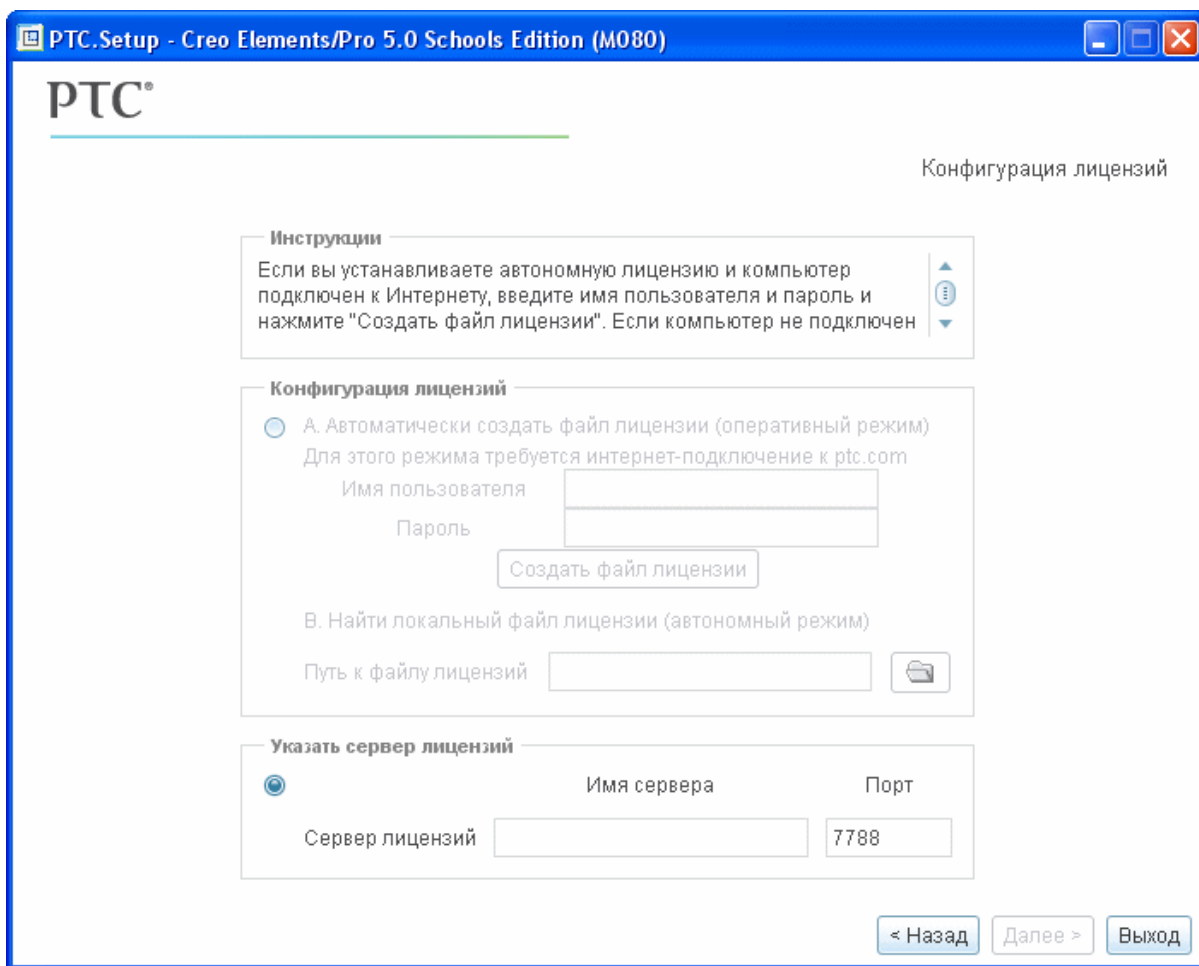 PTC.Setup - Creo Elements/Pro 5.0 Schools Edition (M080)
PTC®
Конфигурация лицензий
Инструкции
Если вы устанавливаете автономную лицензию и компьютер
подключен к Интернету, введите имя пользователя и пароль и
нажмите "Создать файл лицензии". Если компьютер не подключен
Конфигурация лицензий
А. Автоматически создать файл лицензии (оперативный режим)
Для этого режима требуется интернет-подключение к ptc.com
Имя пользователя
Пароль
Создать файл лицензии
В. Найти локальный файл лицензии (автономный режим)
Путь к файлу лицензий
Указать сервер лицензий
Имя сервера Порт
Сервер лицензий 7788
< Назад Далее > Выход